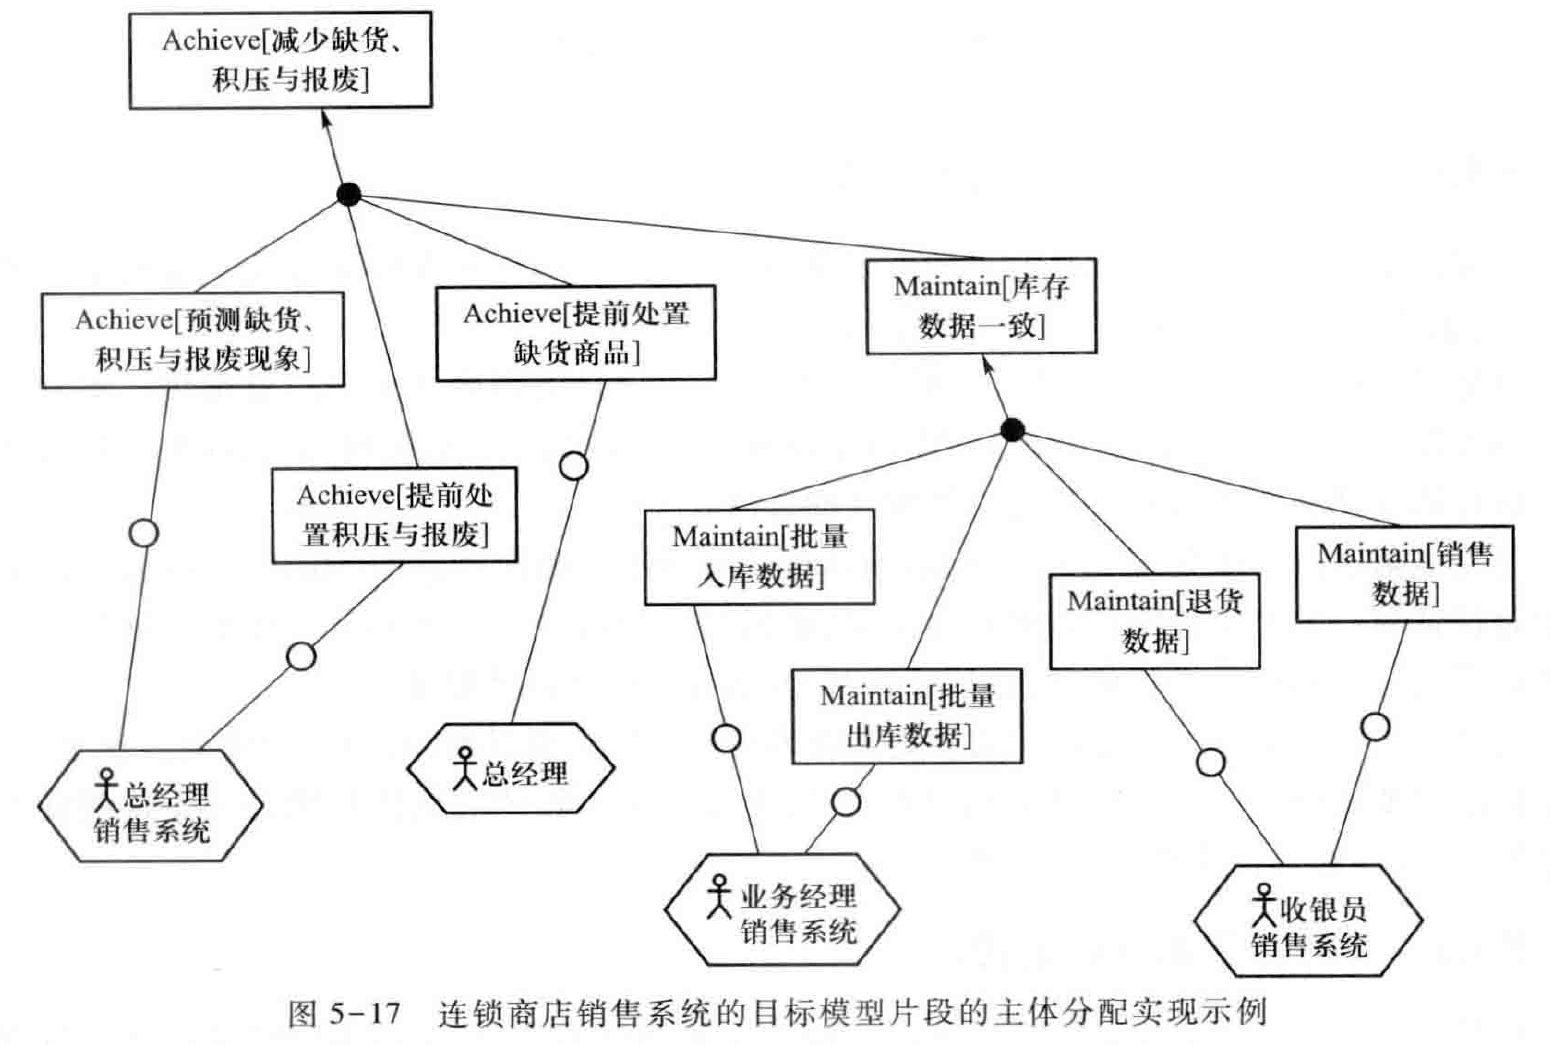 Achieve[减少缺货、
积压与报废]
Achieve[预测缺货、
积压与报废现象]
Achieve[提前处置
缺货商品]
Maintain[库存
数据一致]
Achieve[提前处
置积压与报废]
Maintain[批量
入库数据]
Maintain[批量
出库数据]
Maintain[退货
数据]
Maintain[销售
数据]
总经理
销售系统
总经理
业务经理
销售系统
收银员
销售系统
图 5-17 连锁商店销售系统的目标模型片段的主体分配实现示例